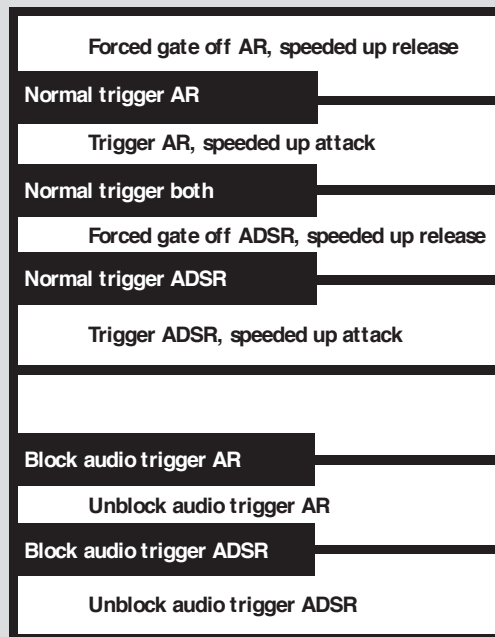 Forced gate off AR, speeded up release
Normal trigger AR
Trigger AR, speeded up attack
Normal trigger both
Forced gate off ADSR, speeded up release
Normal trigger ADSR
Trigger ADSR, speeded up attack
Block audio trigger AR
Unblock audio trigger AR
Block audio trigger ADSR
Unblock audio trigger ADSR